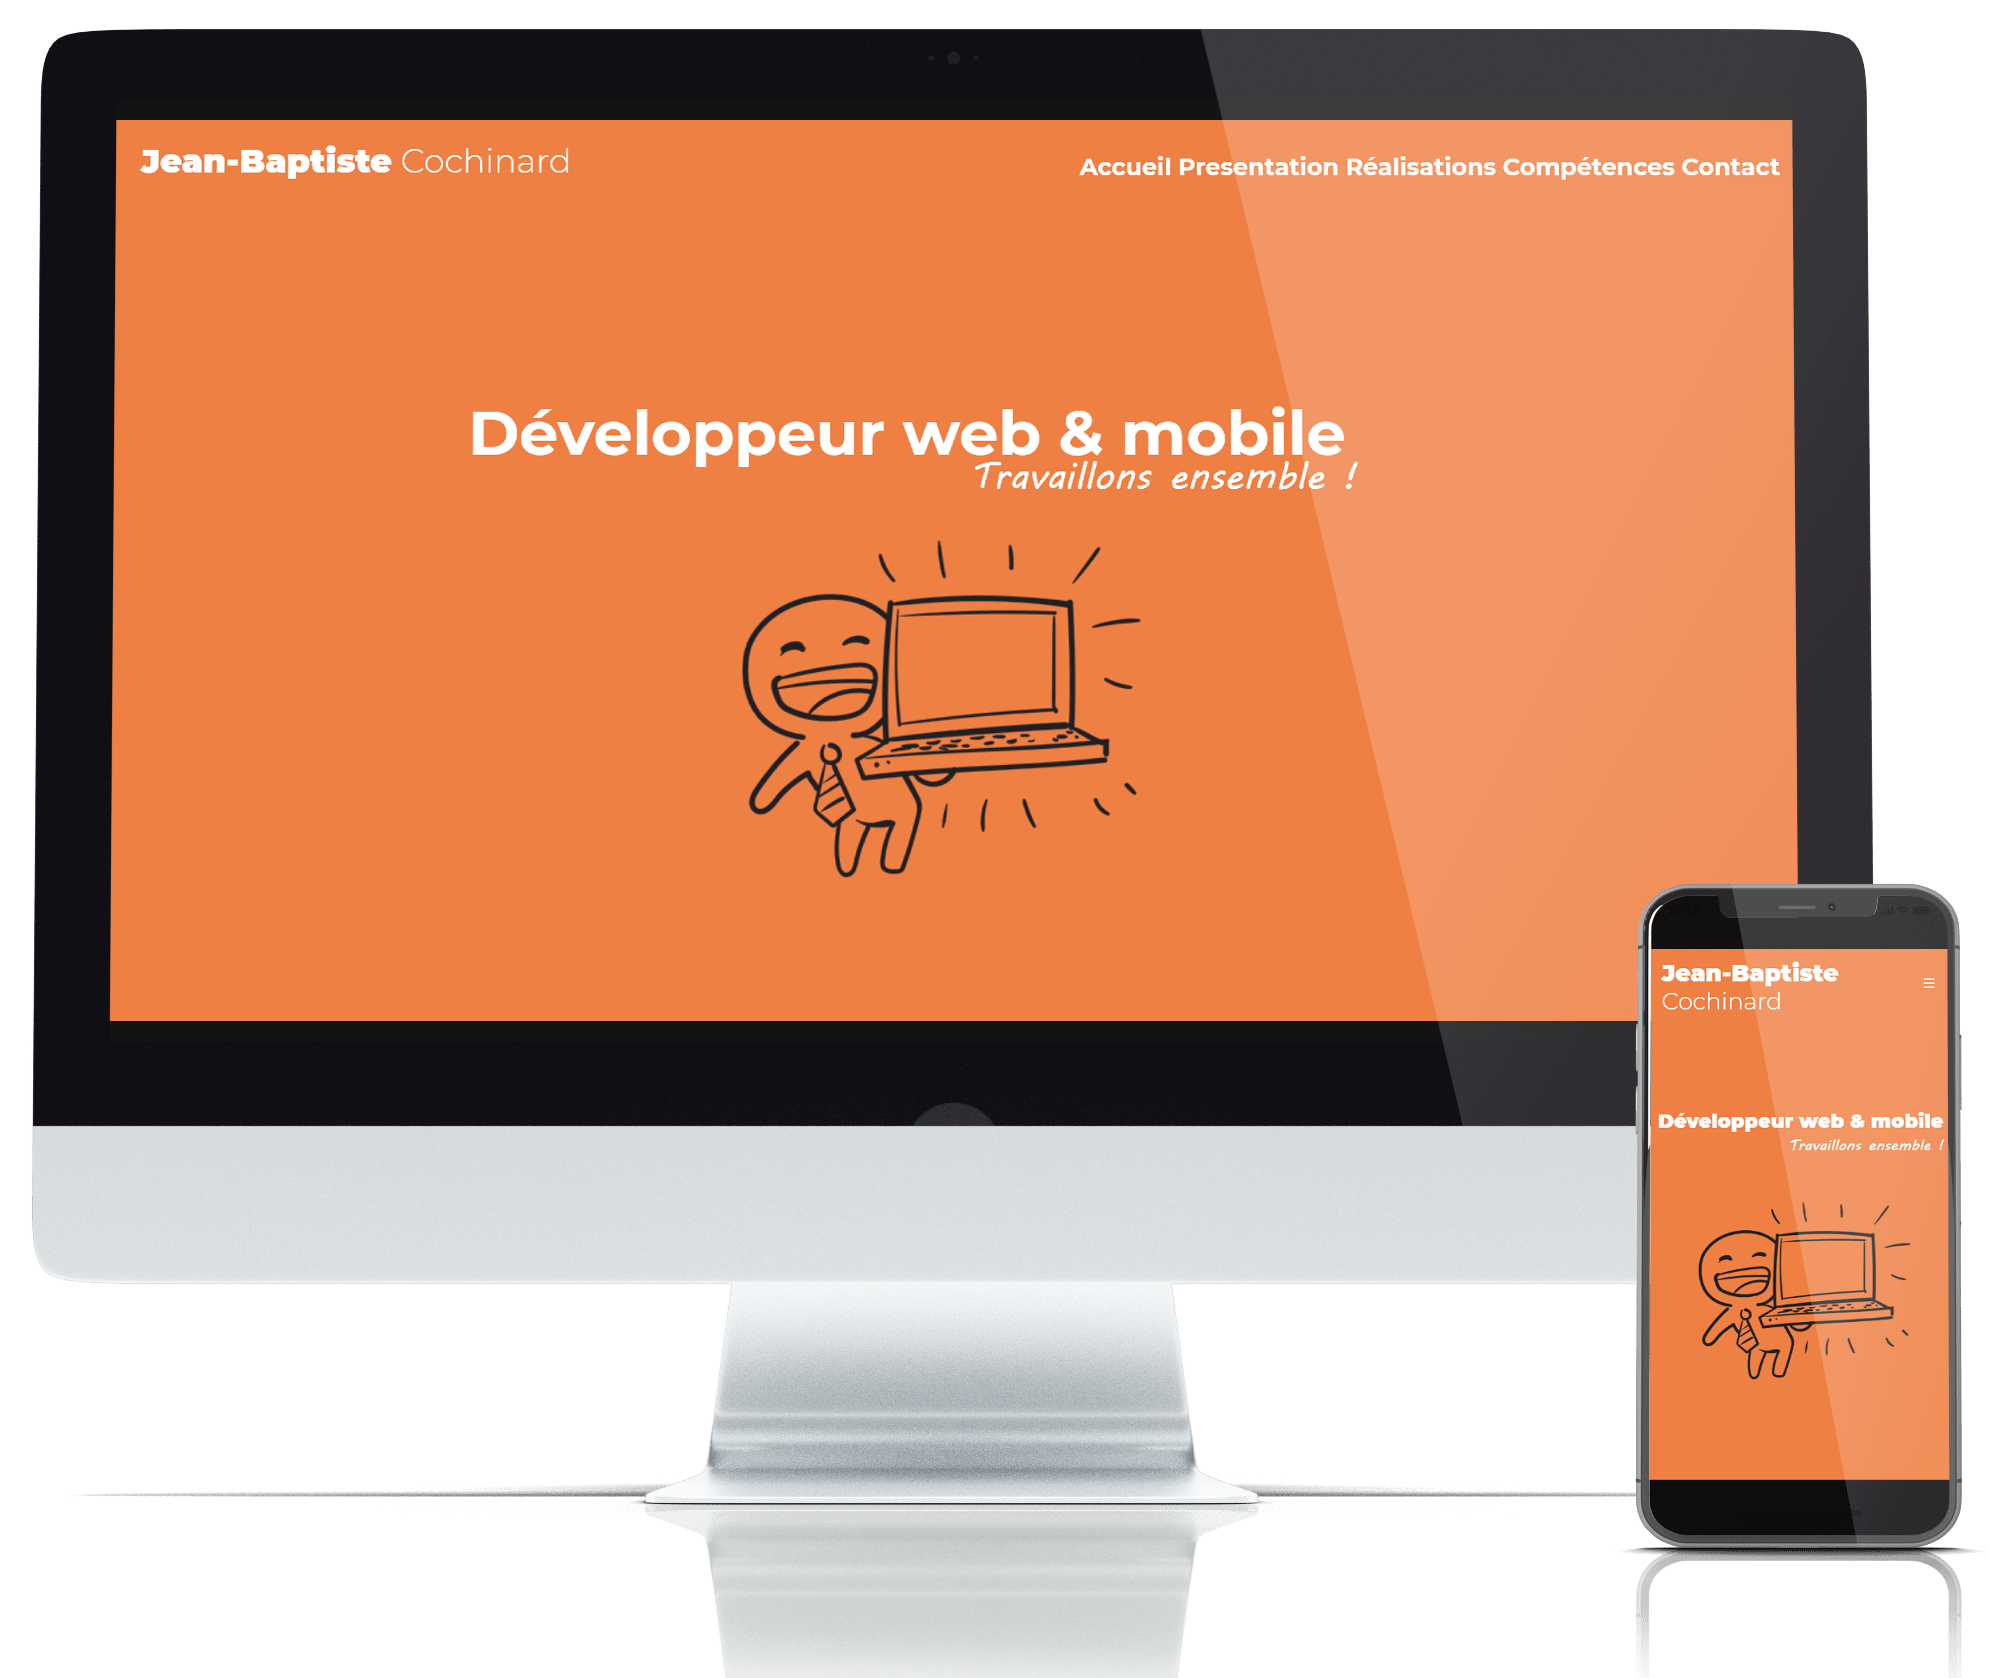 Jean-Baptiste Cochinard
Accueil Presentation Réalisations Compétences Contact
Développeur web & mobile
Travaillons ensemble !
Jean-Baptiste
Cochinard
Développeur web & mobile
Travaillons ensemble !